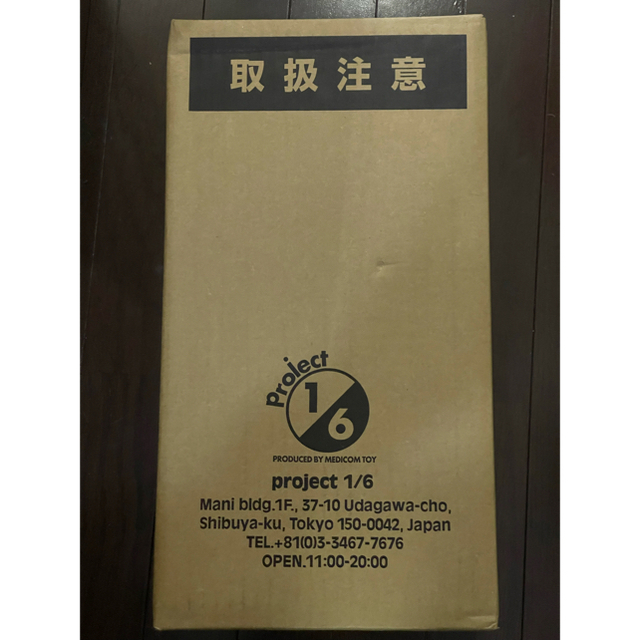 取扱注意
Project
1/6
PRODUCED BY MEDICOM TOY
project 1/6
Mani bldg.1F., 37-10 Udagawa-cho,
Shibuya-ku, Tokyo 150-0042, Japan
TEL.+81(0)3-3467-7676
OPEN.11:00-20:00